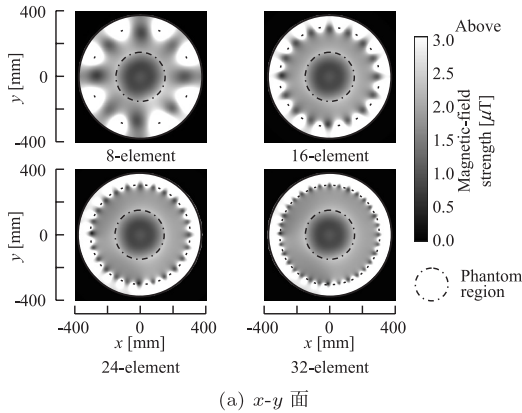 400
y [mm]
0
-400
8-element
16-element
Above
3.0
2.5
2.0
1.5
1.0
0.5
0.0
Magnetic-field
strength [μT]
400
y [mm]
0
-400
-400 0 400
x [mm]
24-element
-400 0 400
x [mm]
32-element
Phantom
region
(a) x-y 面